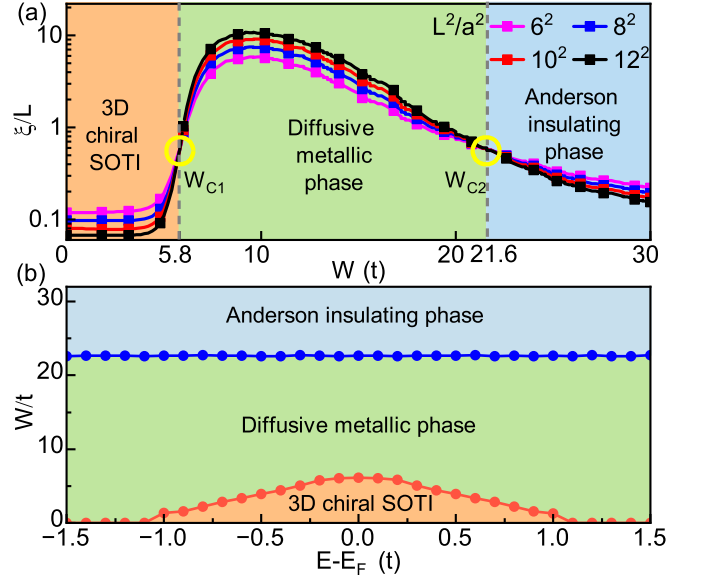 (a)
L²/a²
6²
8²
10²
12²
ξ/L
10
1
0.1
3D
chiral
SOTI
Diffusive
metallic
phase
Anderson
insulating
phase
W_C1
W_C2
0
5.8
10
20
21.6
30
W (t)
(b)
W/t
30
20
10
0
Anderson insulating phase
Diffusive metallic phase
3D chiral SOTI
−1.5
−1.0
−0.5
0.0
0.5
1.0
1.5
E-E_F (t)